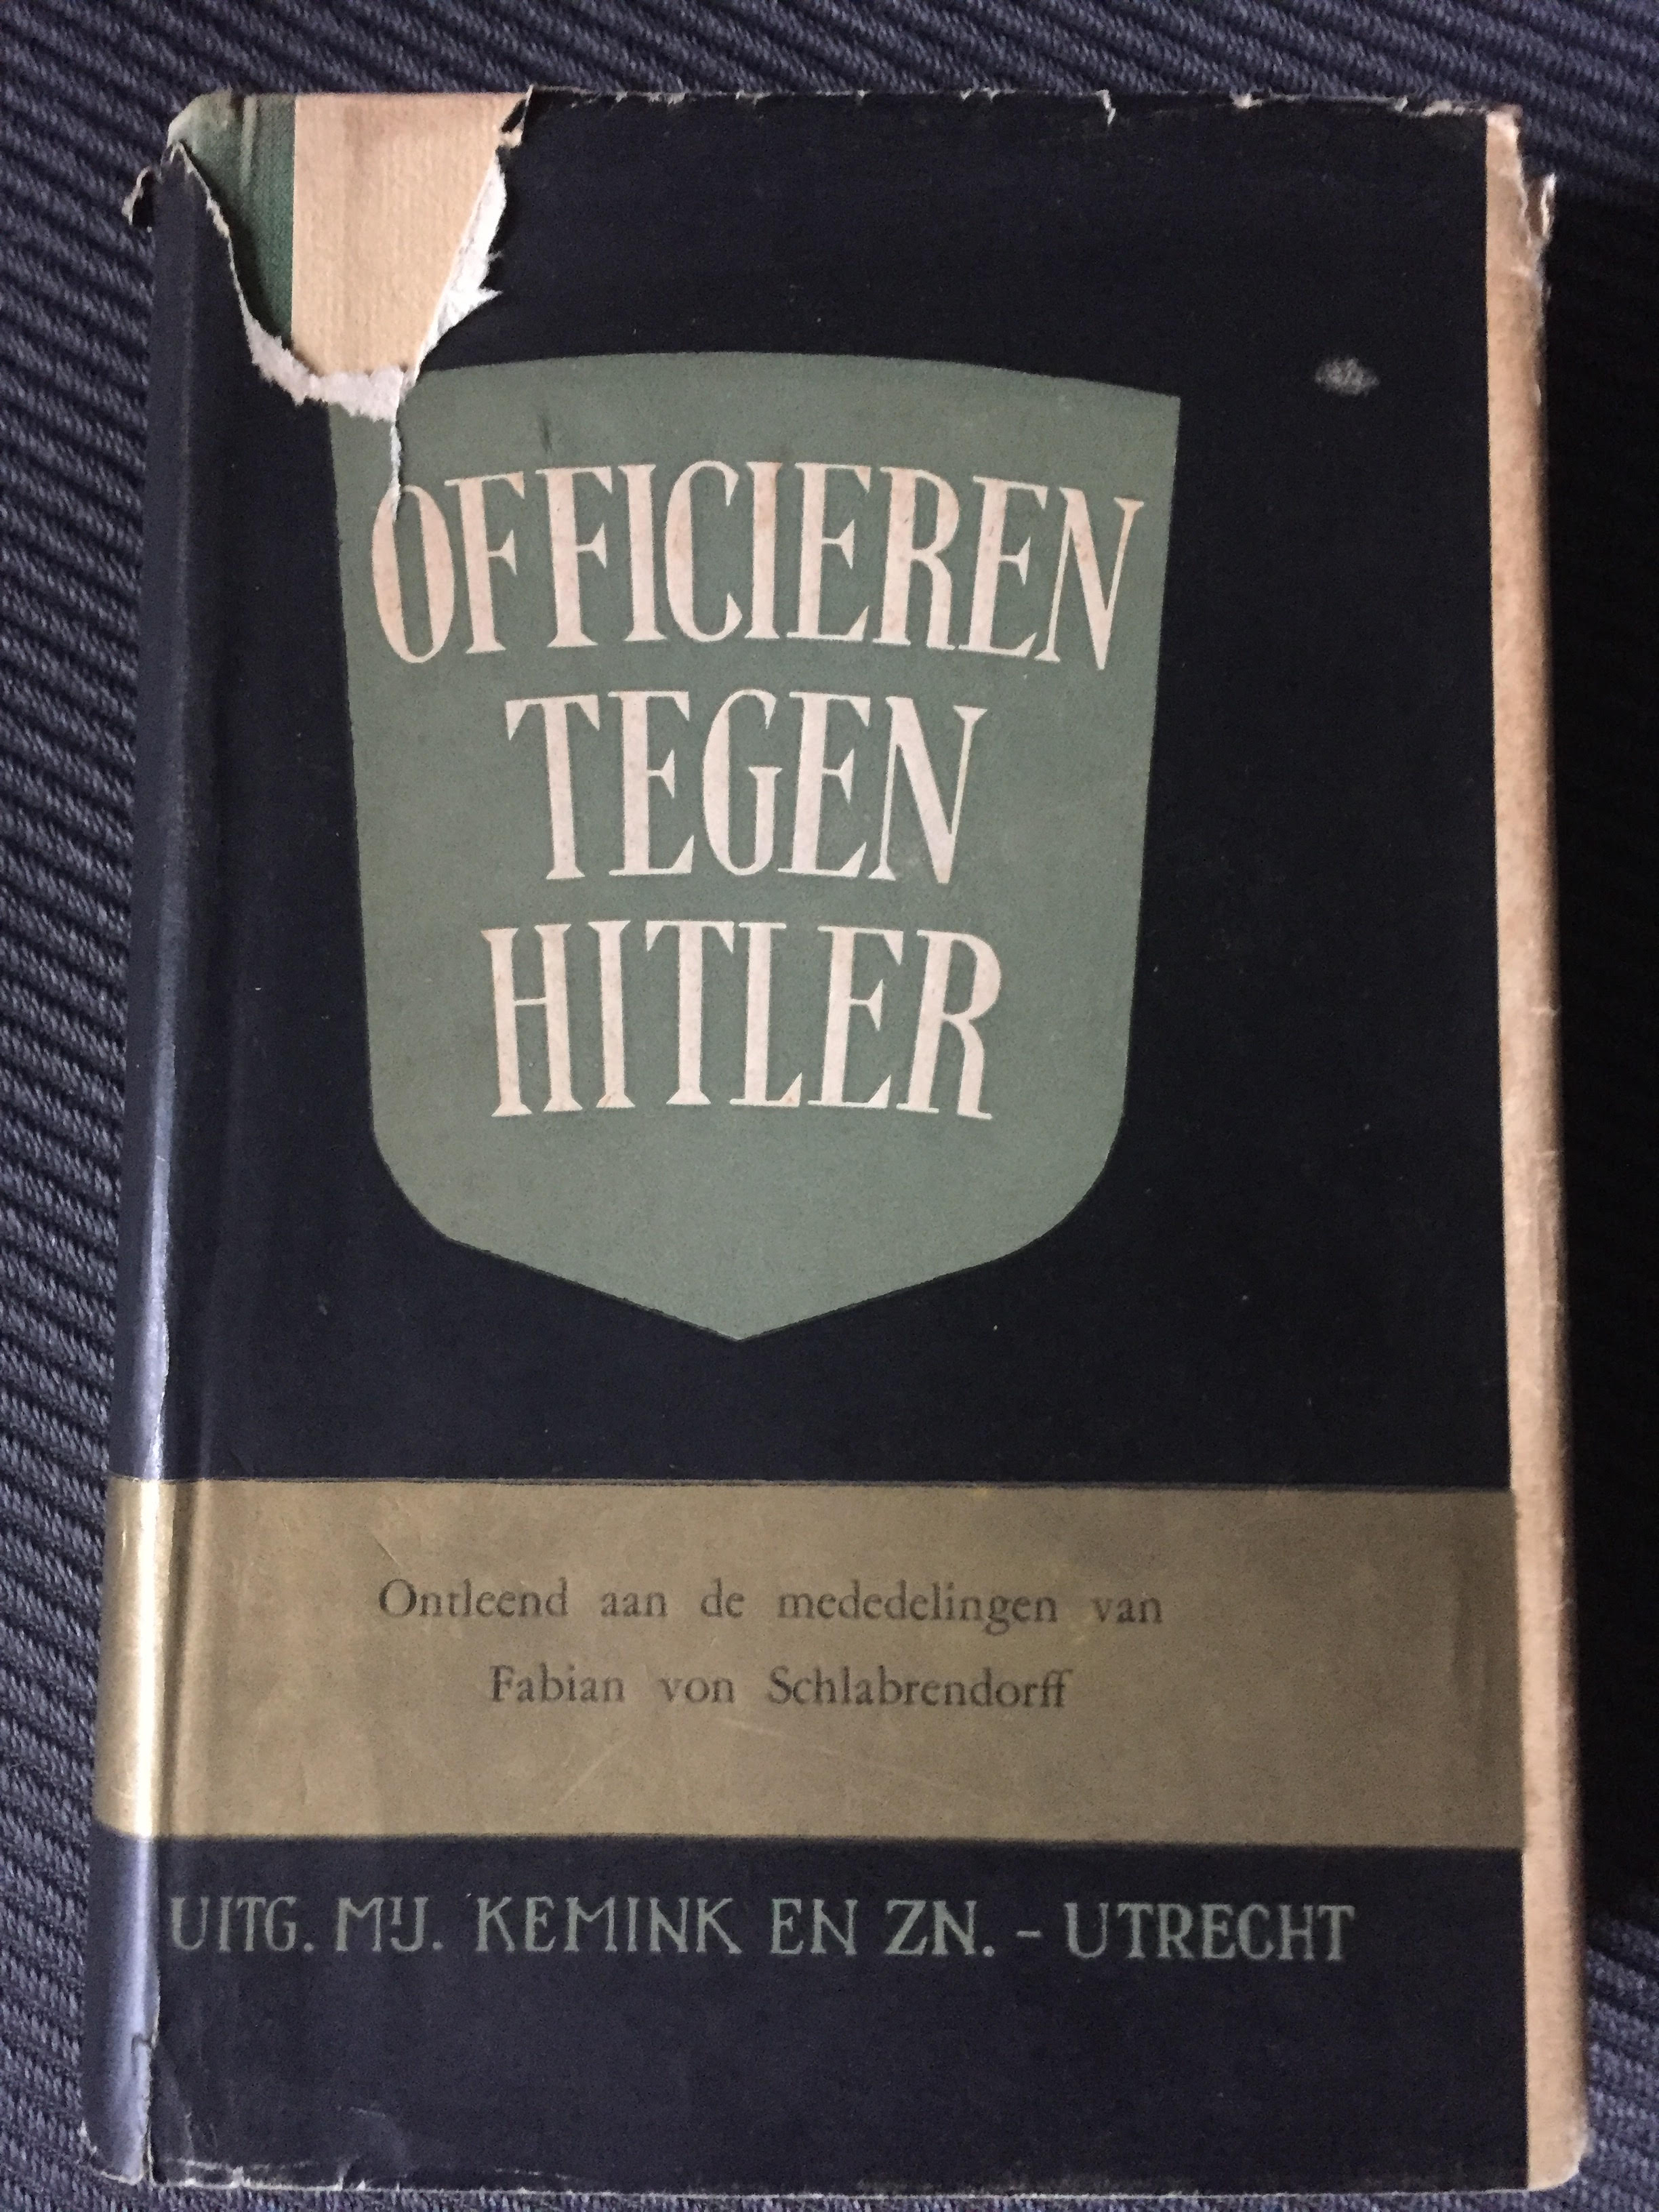 OFFICIEREN
TEGEN
HITLER
Ontleend aan de mededelingen van
Fabian von Schlabrendorff
UITG. MIJ. KEMINK EN ZN. - UTRECHT